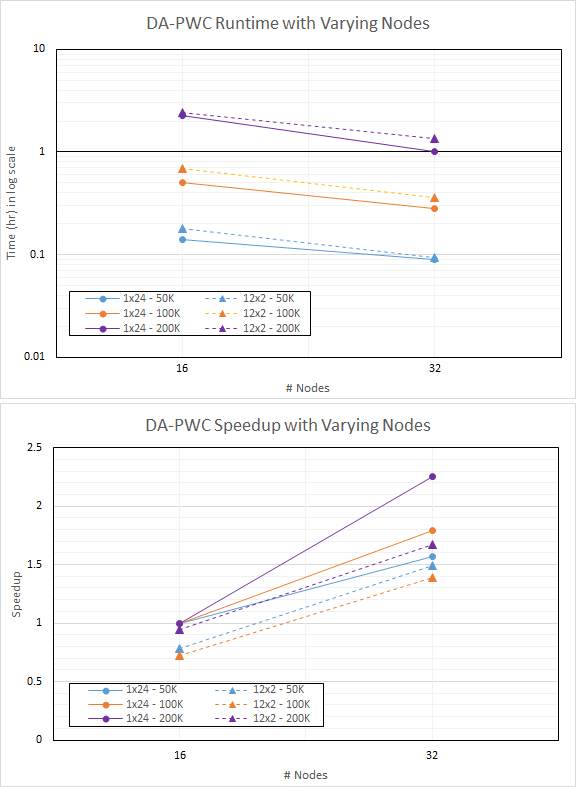 DA-PWC Runtime with Varying Nodes
10
1
0.1
0.01
Time (hr) in log scale
1x24 - 50K 12x2 - 50K
1x24 - 100K 12x2 - 100K
1x24 - 200K 12x2 - 200K
16 32
# Nodes
DA-PWC Speedup with Varying Nodes
2.5
2
1.5
1
0.5
0
Speedup
1x24 - 50K 12x2 - 50K
1x24 - 100K 12x2 - 100K
1x24 - 200K 12x2 - 200K
16 32
# Nodes